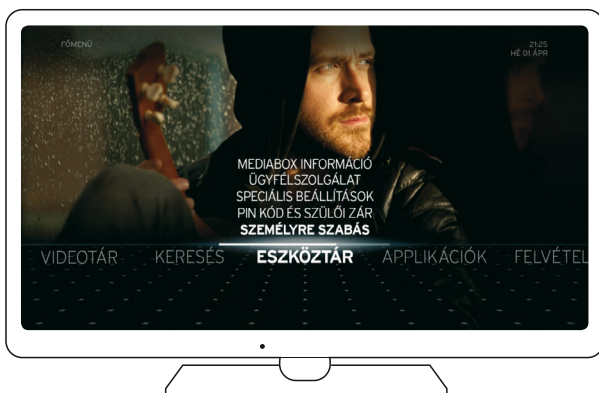 FŐMENÜ
21:25
HÉ 01 ÁPR
MEDIABOX INFORMÁCIÓ
ÜGYFÉLSZOLGÁLAT
SPECIÁLIS BEÁLLÍTÁSOK
PIN KÓD ÉS SZÜLŐI ZÁR
SZEMÉLYRE SZABÁS
VIDEOTÁR KERESÉS ESZKÖZTÁR APPLIKÁCIÓK FELVÉTEL